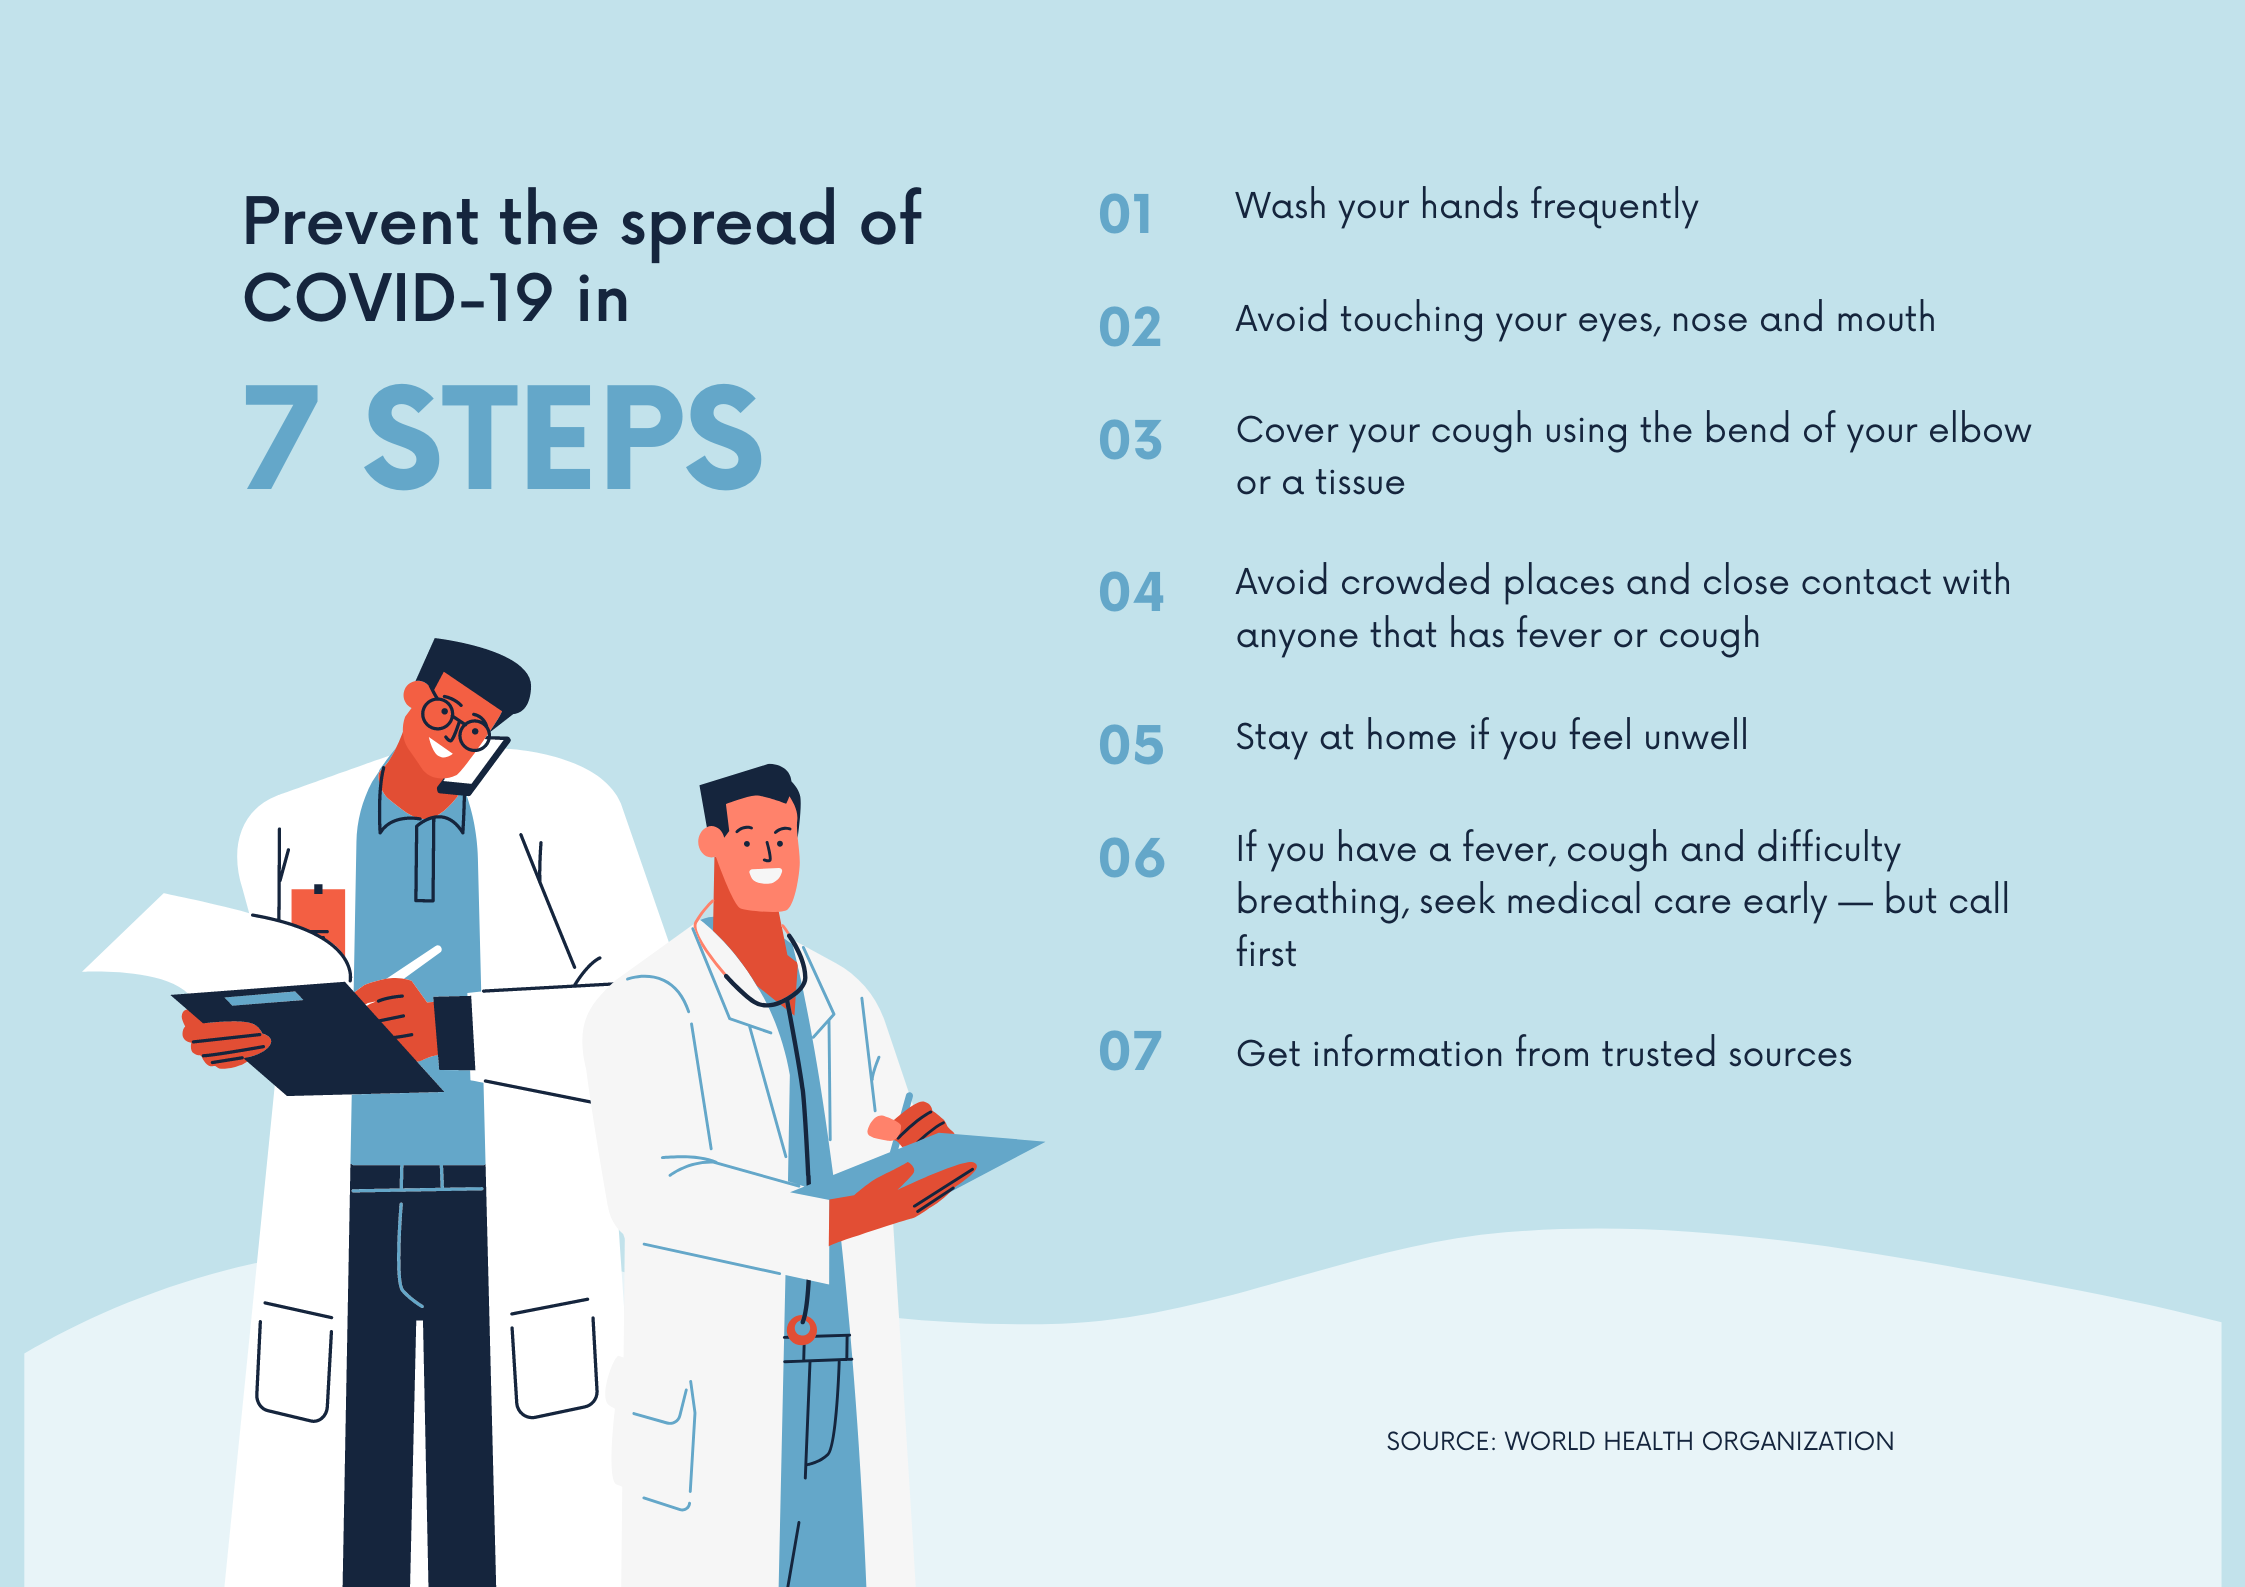 Prevent the spread of
COVID-19 in
7 STEPS
01 Wash your hands frequently
02 Avoid touching your eyes, nose and mouth
03 Cover your cough using the bend of your elbow
or a tissue
04 Avoid crowded places and close contact with
anyone that has fever or cough
05 Stay at home if you feel unwell
06 If you have a fever, cough and difficulty
breathing, seek medical care early — but call
first
07 Get information from trusted sources
SOURCE: WORLD HEALTH ORGANIZATION